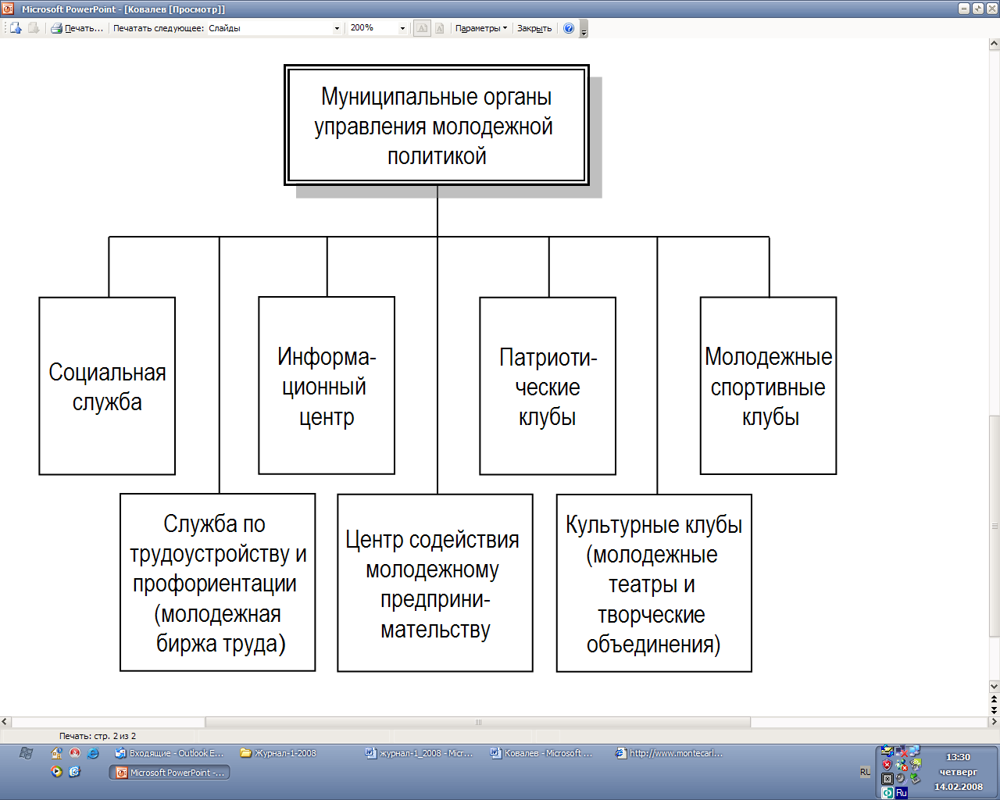 Microsoft PowerPoint - [Ковалев [Просмотр]]
Печать... Печатать следующее: Слайды 200% Параметры Закрыть
Муниципальные органы
управления молодежной
политикой
Социальная
служба
Информа-
ционный
центр
Патриоти-
ческие
клубы
Молодежные
спортивные
клубы
Служба по
трудоустройству и
профориентации
(молодежная
биржа труда)
Центр содействия
молодежному
предприни-
мательству
Культурные клубы
(молодежные
театры и
творческие
объединения)
Печать: стр. 2 из 2
Входящие - Outlook E... Журнал-1-2008 журнал-1_2008 - Micr... Ковалев - Microsoft ... http://www.montecarl...
Microsoft PowerPoint -...
RU
Ru
13:30
четверг
14.02.2008